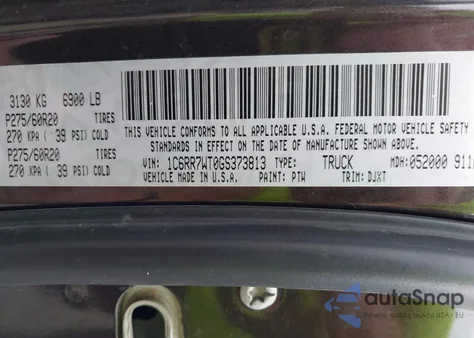 3130 KG 6900 LB
P275/60R20 TIRES
270 KPA ( 39 PSI) COLD
P275/60R20 TIRES
270 KPA ( 39 PSI) COLD
THIS VEHICLE CONFORMS TO ALL APPLICABLE U.S.A. FEDERAL MOTOR VEHICLE SAFETY
STANDARDS IN EFFECT ON THE DATE OF MANUFACTURE SHOWN ABOVE.
VIN: 1C6RR7WT0GS373813 TYPE: TRUCK MDH: 052000 911
VEHICLE MADE IN U.S.A. PAINT: PTW TRIM: DJXT
autoSnap